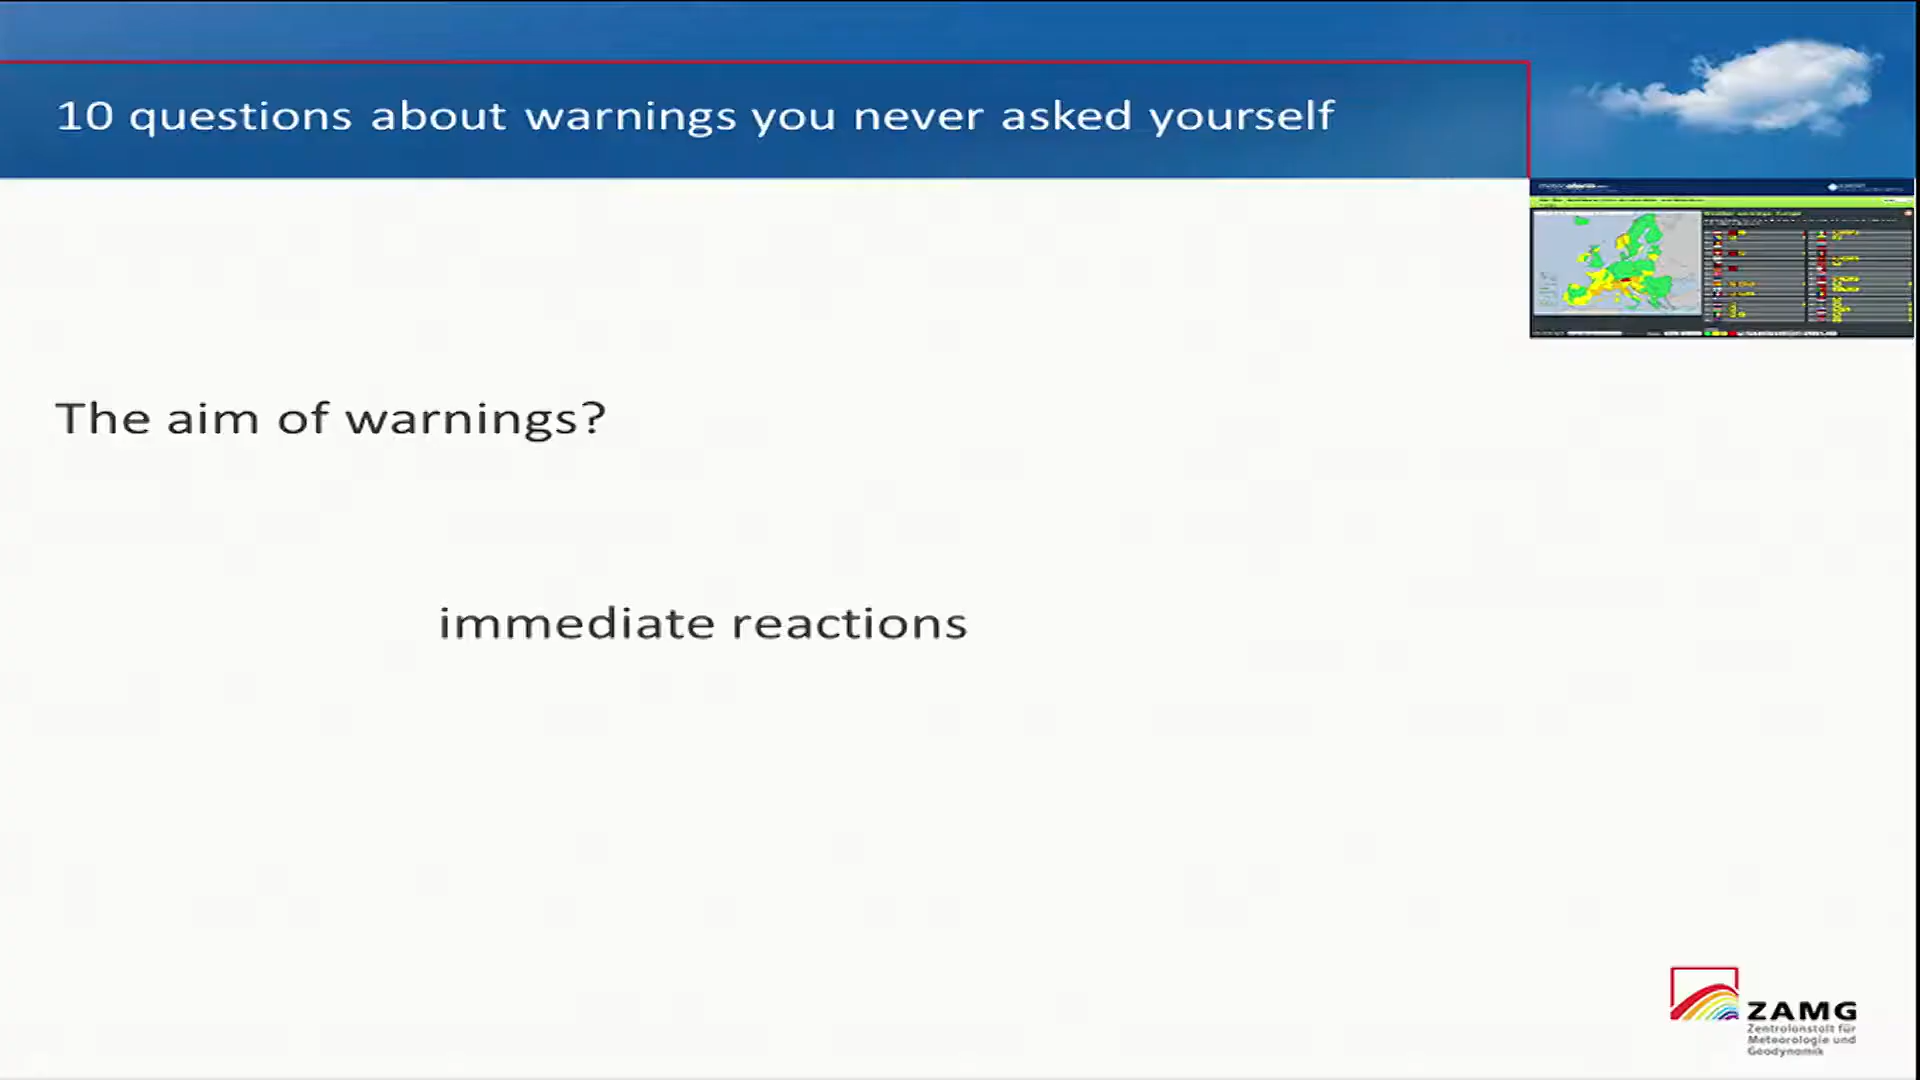 10 questions about warnings you never asked yourself
The aim of warnings?
immediate reactions
ZAMG
Zentralanstalt für
Meteorologie und
Geodynamik